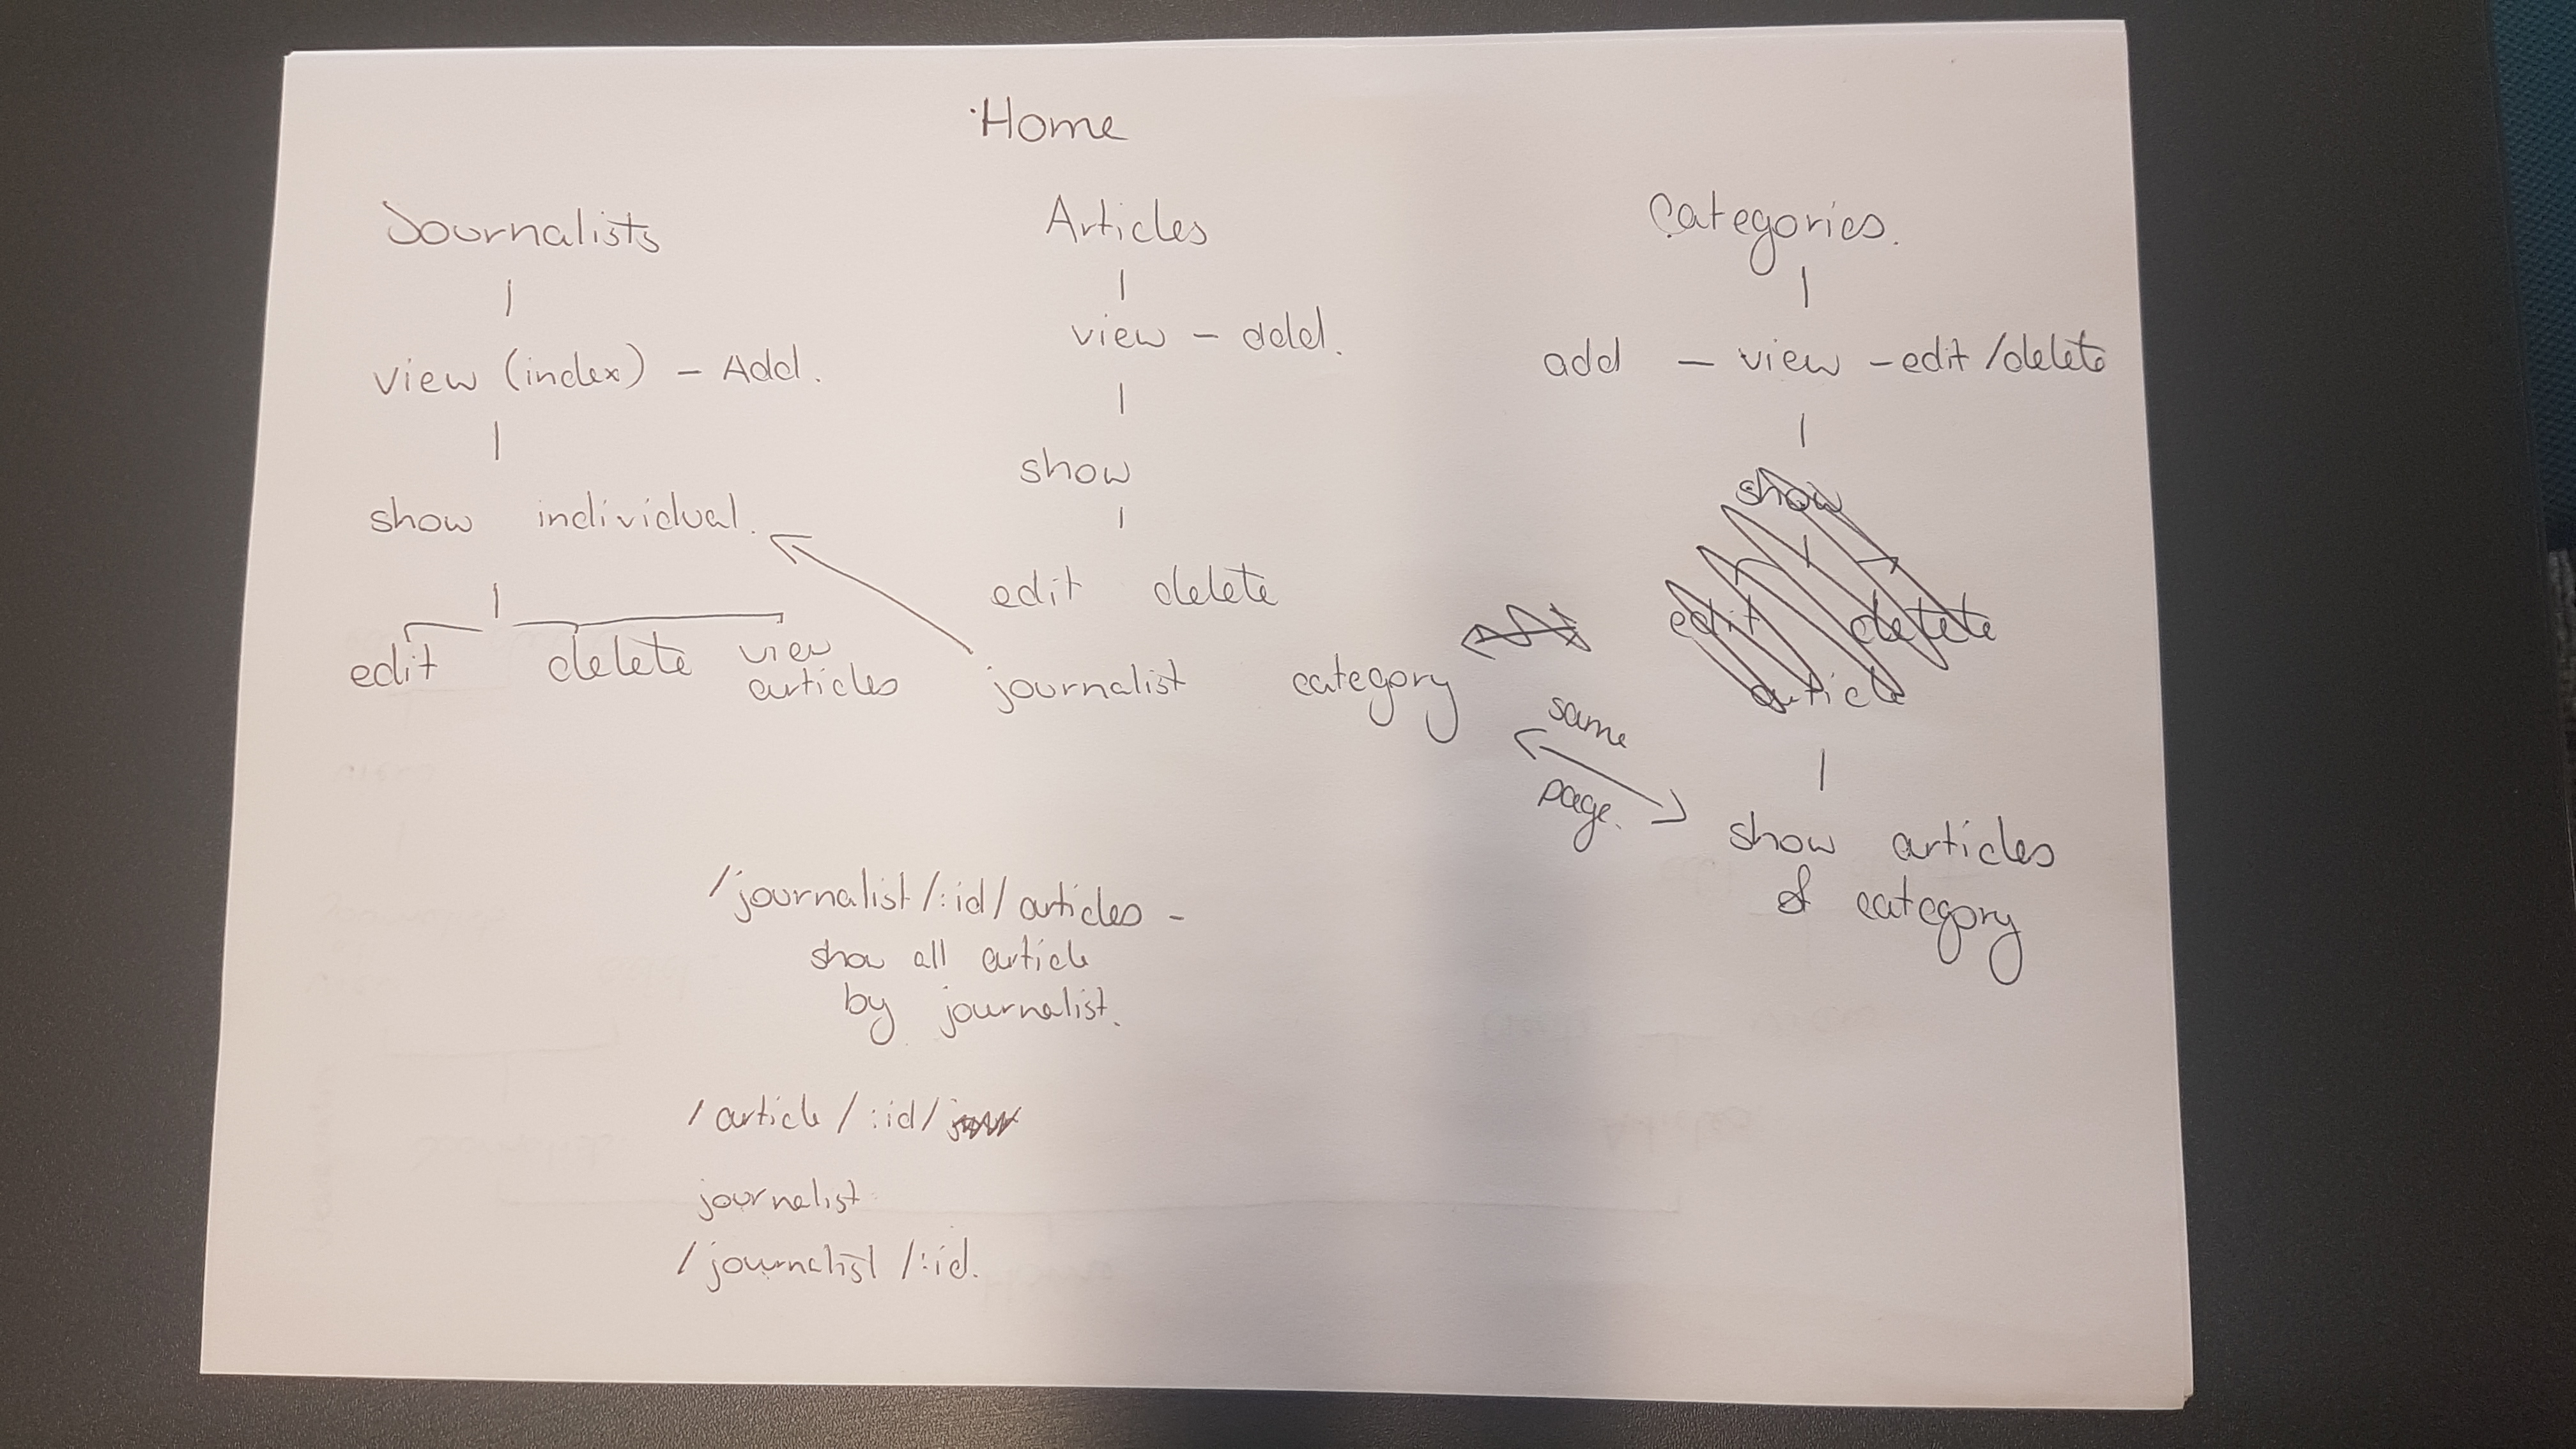 Home
Journalists
view (index) - Add.
show individual.
edit delete view
articles
Articles
view - add.
show
edit delete
journalist category
Categories.
add - view - edit/delete
show
edit delete
article
same
page.
show articles
of category
/journalist/:id/articles -
show all article
by journalist.
/article/:id/
journalist
/journalist/:id.